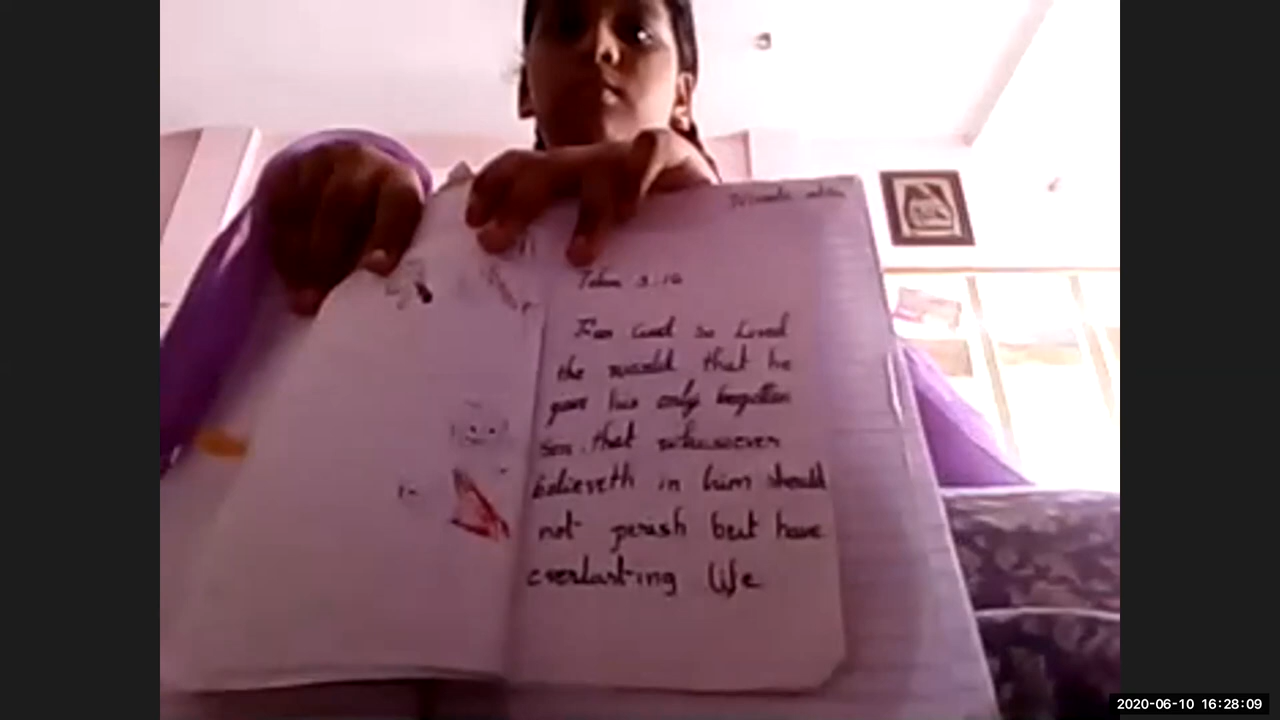 John 3:16
For God so Loved
the world that he
gave his only begotten
Son, that whosoever
believeth in him should
not perish but have
everlasting life
2020-06-10 16:28:09